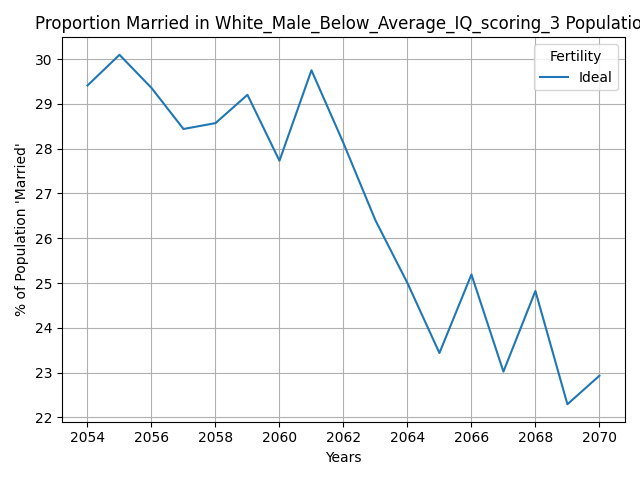 Proportion Married in White_Male_Below_Average_IQ_scoring_3 Populatio
Fertility
Ideal
% of Population 'Married'
30
29
28
27
26
25
24
23
22
2054 2056 2058 2060 2062 2064 2066 2068 2070
Years